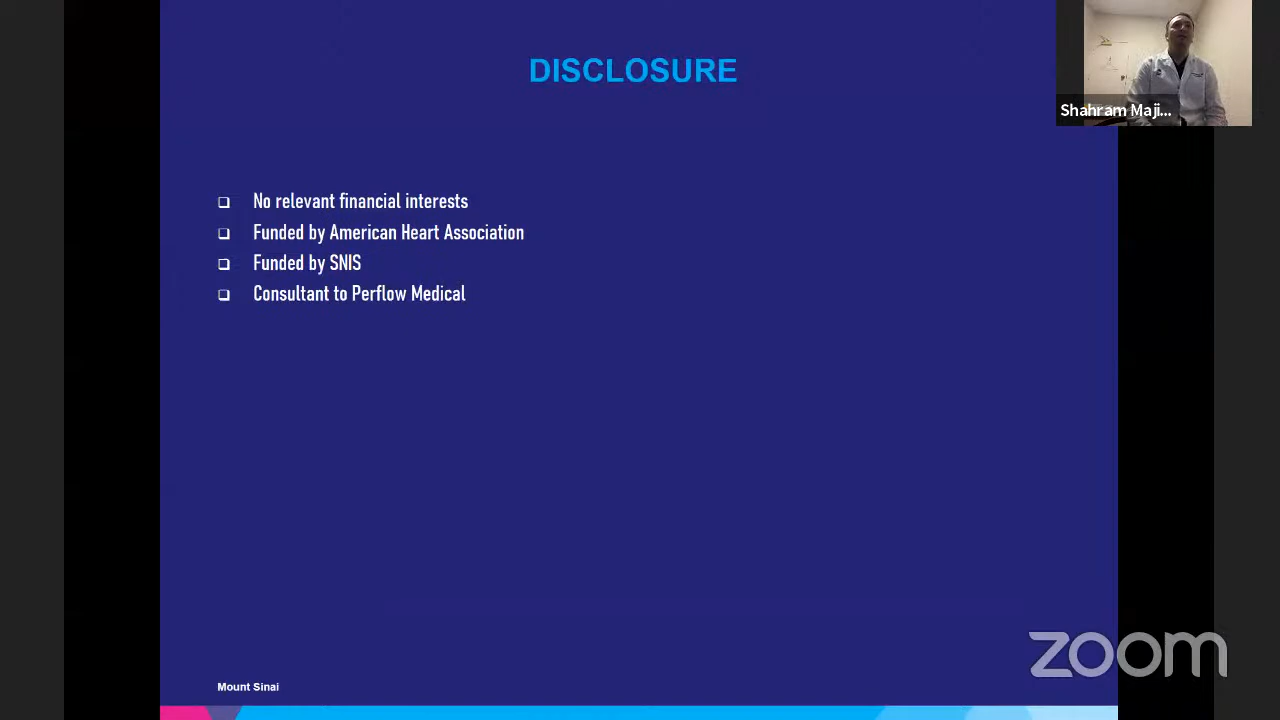 DISCLOSURE
Shahram Maji...
❑ No relevant financial interests
❑ Funded by American Heart Association
❑ Funded by SNIS
❑ Consultant to Perflow Medical
zoom
Mount Sinai